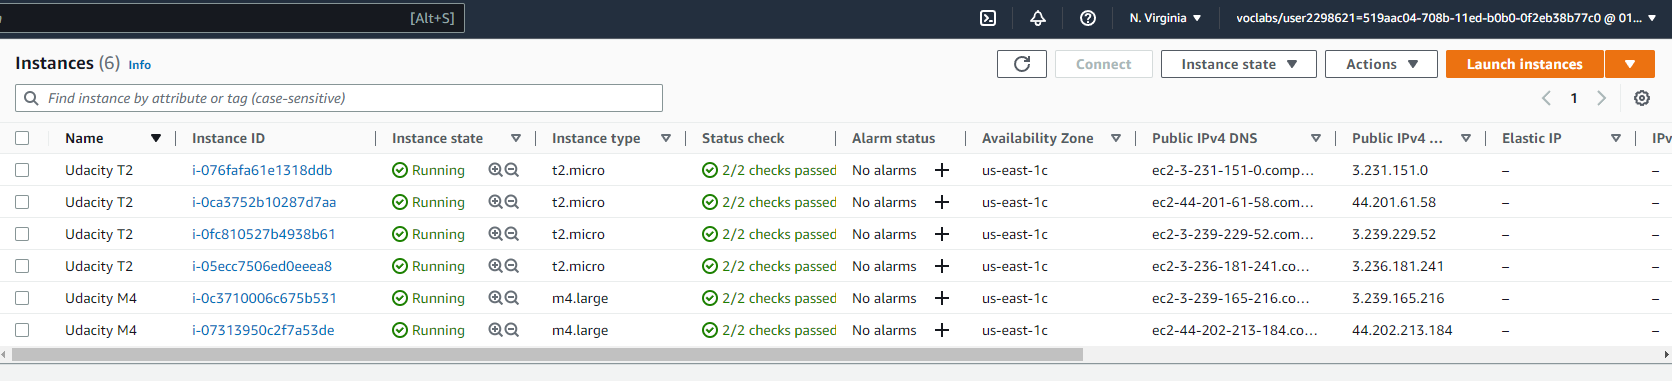 [Alt+S] N. Virginia voclabs/user2298621=519aac04-708b-11ed-b0b0-0f2eb38b77c0 @ 01...
Instances (6) Info Connect Instance state Actions Launch instances
Find instance by attribute or tag (case-sensitive) 1
Name Instance ID Instance state Instance type Status check Alarm status Availability Zone Public IPv4 DNS Public IPv4 ... Elastic IP IPv
Udacity T2 i-076fafa61e1318ddb Running t2.micro 2/2 checks passed No alarms + us-east-1c ec2-3-231-151-0.comp... 3.231.151.0 – –
Udacity T2 i-0ca3752b10287d7aa Running t2.micro 2/2 checks passed No alarms + us-east-1c ec2-44-201-61-58.com... 44.201.61.58 – –
Udacity T2 i-0fc810527b4938b61 Running t2.micro 2/2 checks passed No alarms + us-east-1c ec2-3-239-229-52.com... 3.239.229.52 – –
Udacity T2 i-05ecc7506ed0eeea8 Running t2.micro 2/2 checks passed No alarms + us-east-1c ec2-3-236-181-241.co... 3.236.181.241 – –
Udacity M4 i-0c3710006c675b531 Running m4.large 2/2 checks passed No alarms + us-east-1c ec2-3-239-165-216.co... 3.239.165.216 – –
Udacity M4 i-07313950c2f7a53de Running m4.large 2/2 checks passed No alarms + us-east-1c ec2-44-202-213-184.co... 44.202.213.184 – –